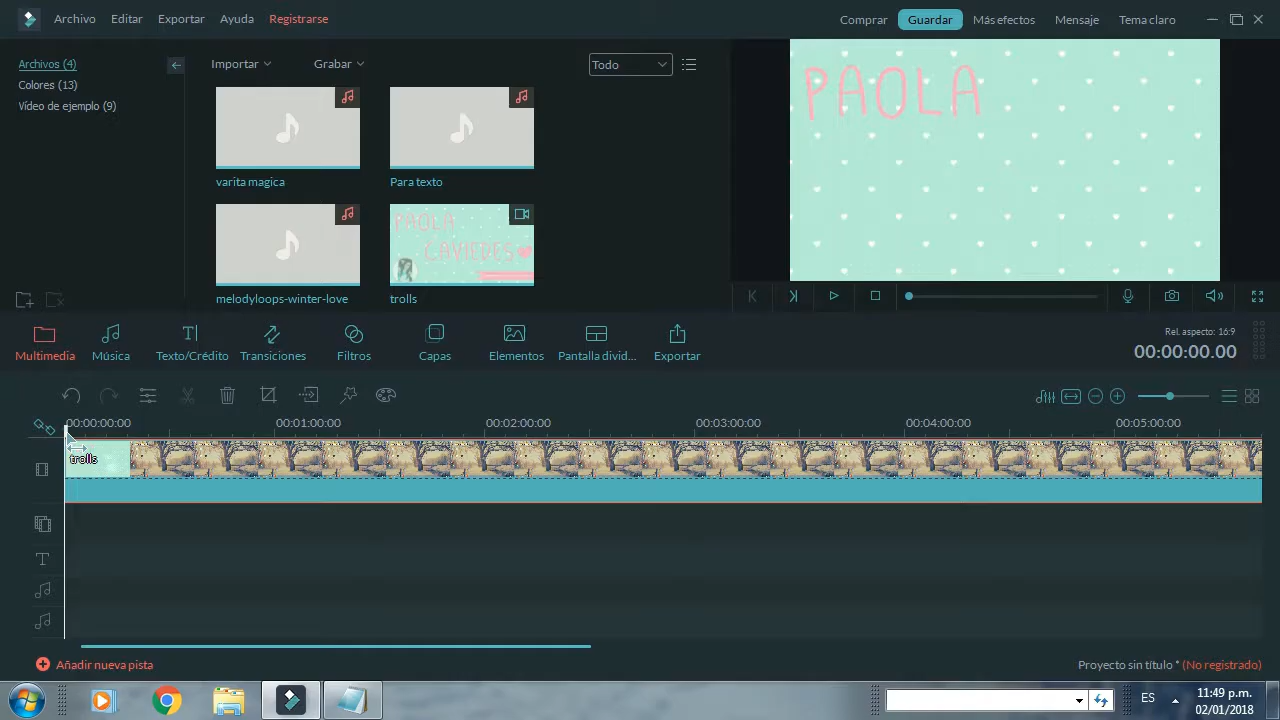 Archivo Editar Exportar Ayuda Registrarse
Comprar Guardar Más efectos Mensaje Tema claro
Archivos (4)
Colores (13)
Vídeo de ejemplo (9)
Importar Grabar Todo
varita magica Para texto
PAOLA
CAVIEDES
melodyloops-winter-love trolls
PAOLA
Multimedia Música Texto/Crédito Transiciones Filtros Capas Elementos Pantalla divid... Exportar
Rel. aspecto: 16:9
00:00:00.00
00:00:00:00 00:01:00:00 00:02:00:00 00:03:00:00 00:04:00:00 00:05:00:00
trolls
Añadir nueva pista
Proyecto sin título * (No registrado)
ES
11:49 p.m.
02/01/2018